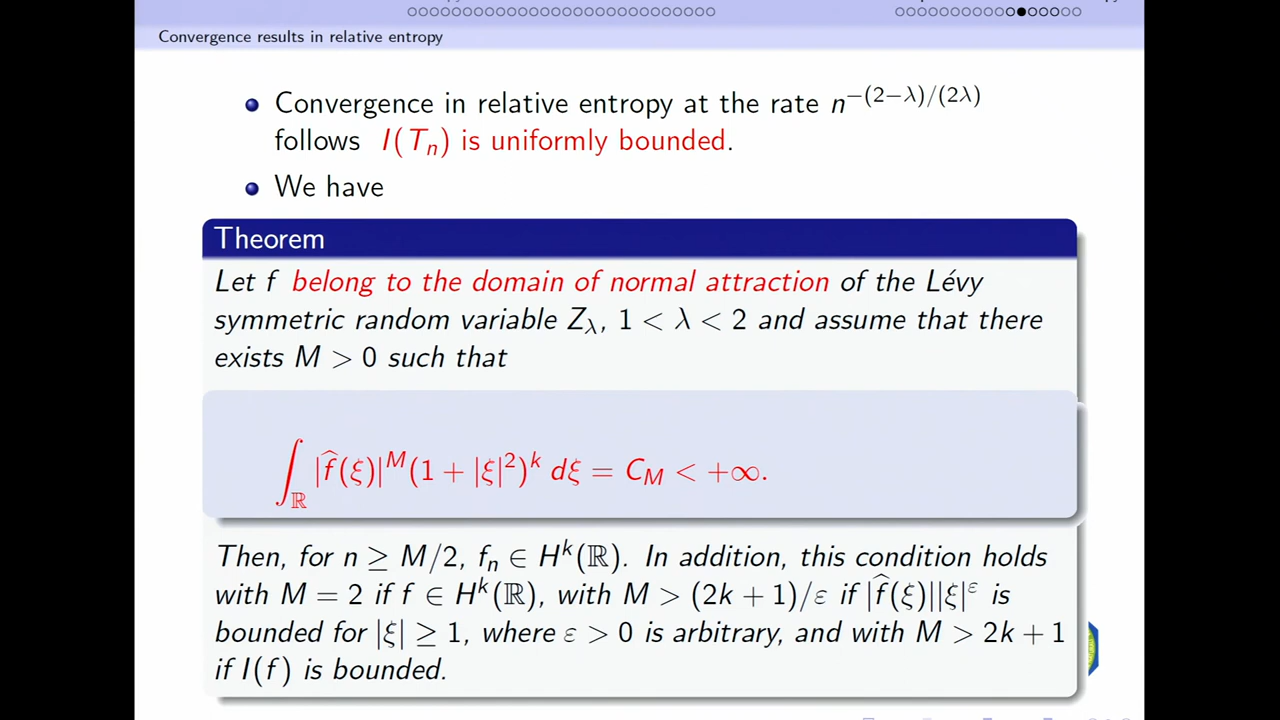 Convergence results in relative entropy
Convergence in relative entropy at the rate n^{−(2−λ)/(2λ)}
follows I(T_n) is uniformly bounded.
We have
Theorem
Let f belong to the domain of normal attraction of the Lévy
symmetric random variable Z_λ, 1 < λ < 2 and assume that there
exists M > 0 such that
∫_ℝ |f̂(ξ)|^M (1 + |ξ|^2)^k dξ = C_M < +∞.
Then, for n ≥ M/2, f_n ∈ H^k(ℝ). In addition, this condition holds
with M = 2 if f ∈ H^k(ℝ), with M > (2k + 1)/ε if |f̂(ξ)||ξ|^ε is
bounded for |ξ| ≥ 1, where ε > 0 is arbitrary, and with M > 2k + 1
if I(f) is bounded.